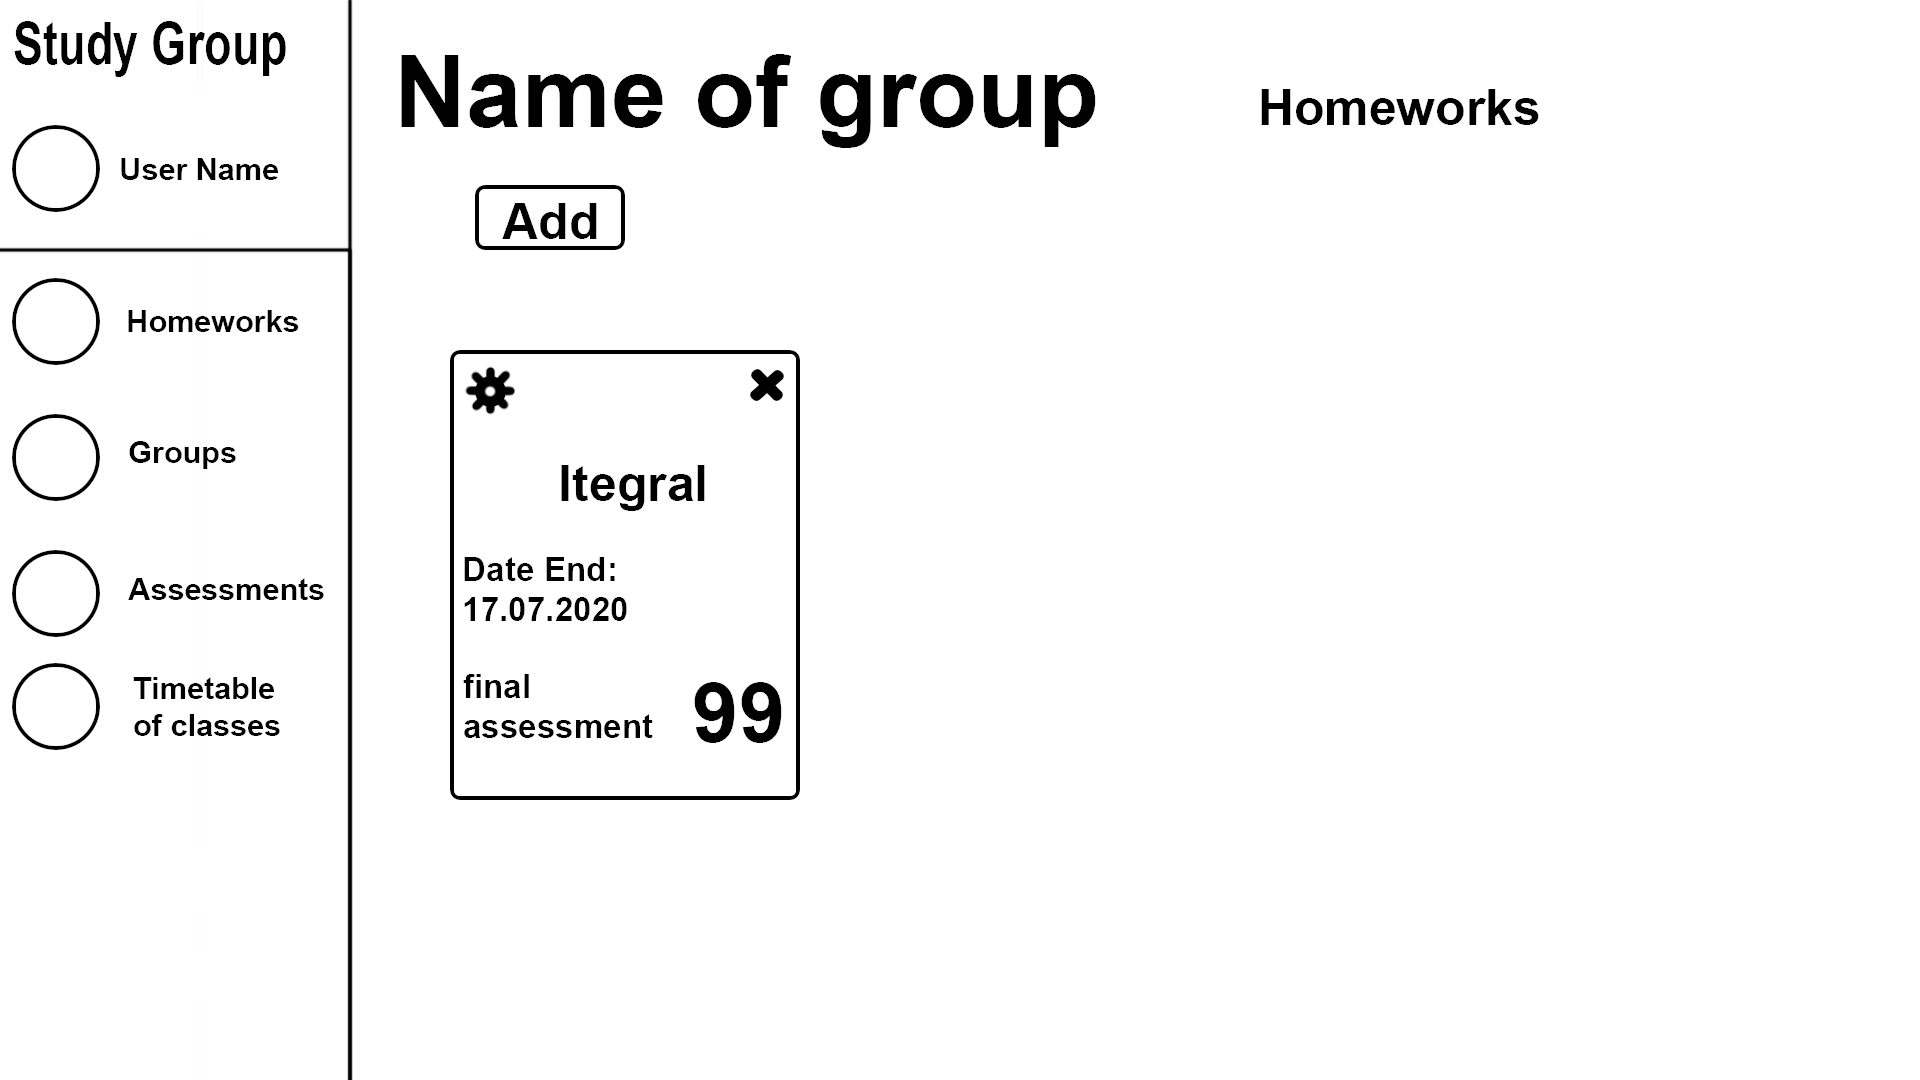 Study Group
User Name
Homeworks
Groups
Assessments
Timetable
of classes
Name of group
Homeworks
Add
Itegral
Date End:
17.07.2020
final
assessment
99